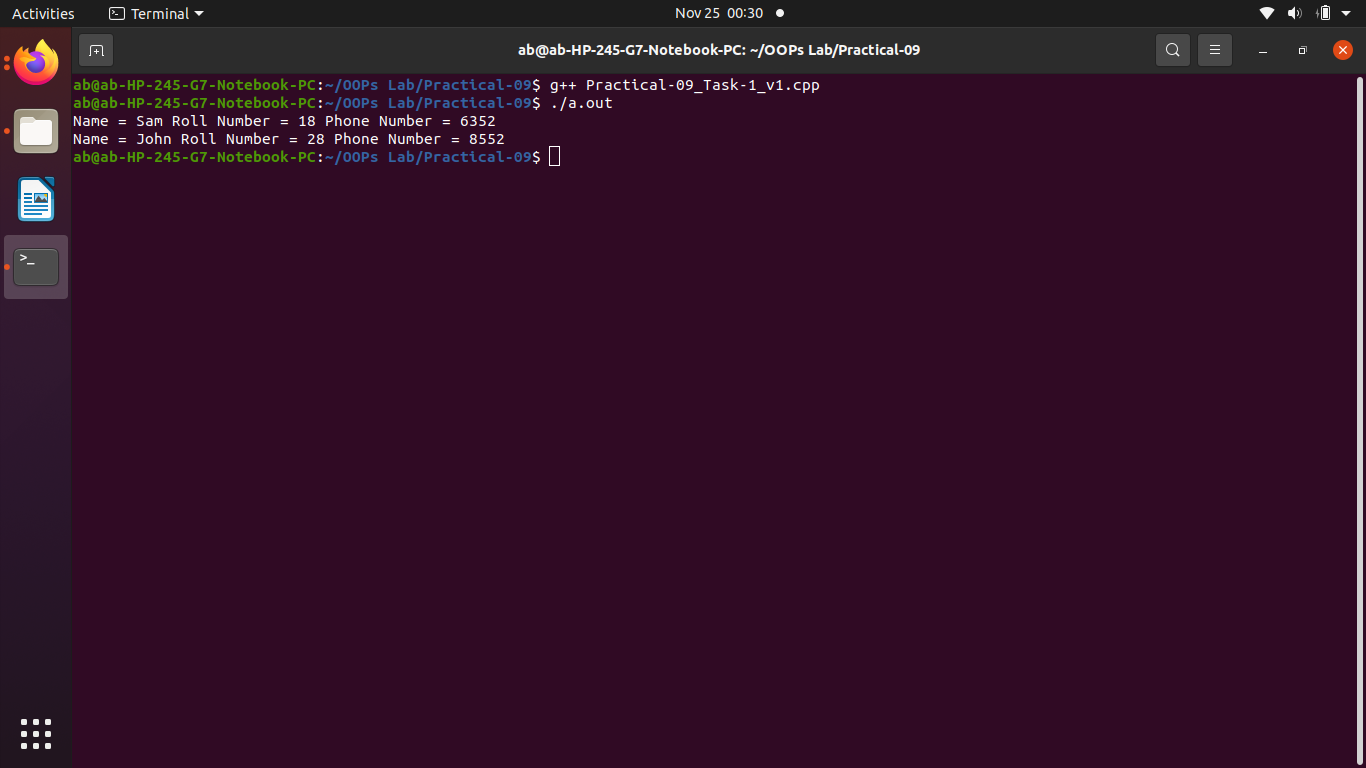 Activities Terminal Nov 25 00:30
ab@ab-HP-245-G7-Notebook-PC: ~/OOPs Lab/Practical-09
ab@ab-HP-245-G7-Notebook-PC:~/OOPs Lab/Practical-09$ g++ Practical-09_Task-1_v1.cpp
ab@ab-HP-245-G7-Notebook-PC:~/OOPs Lab/Practical-09$ ./a.out
Name = Sam Roll Number = 18 Phone Number = 6352
Name = John Roll Number = 28 Phone Number = 8552
ab@ab-HP-245-G7-Notebook-PC:~/OOPs Lab/Practical-09$